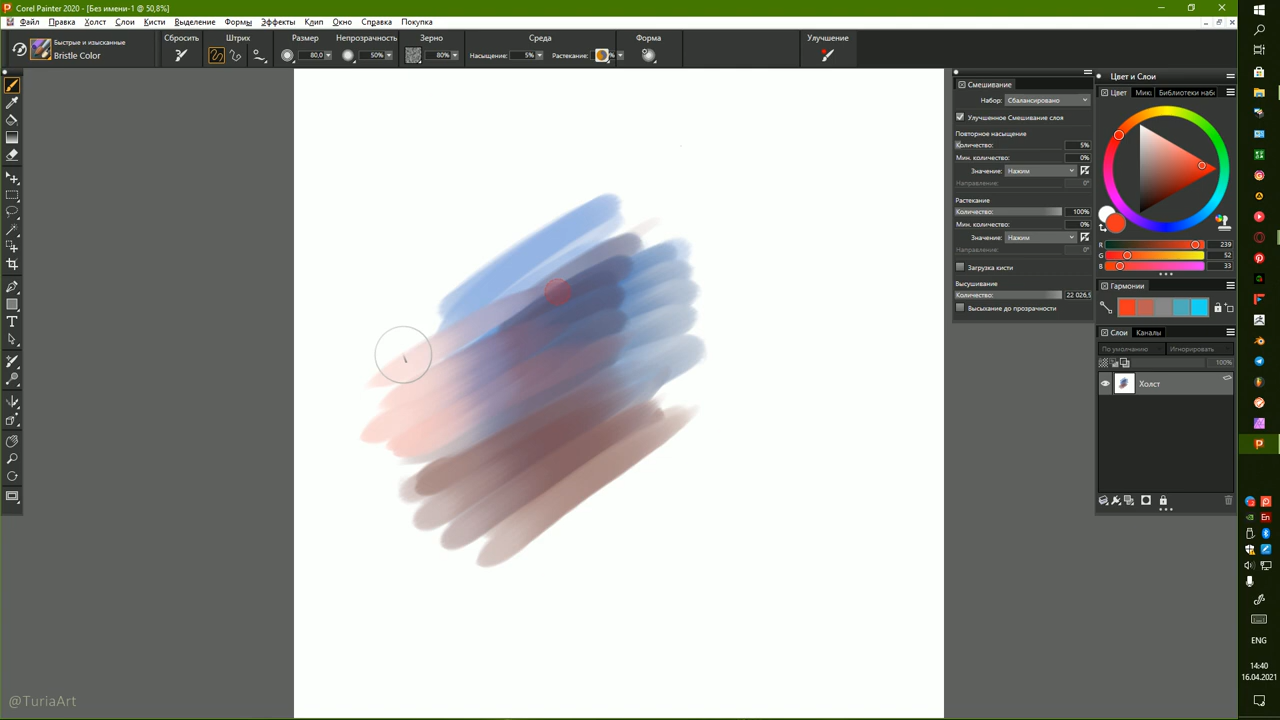 Corel Painter 2020 - [Без имени-1 @ 50,8%]
Файл Правка Холст Слои Кисти Выделение Формы Эффекты Клип Окно Справка Покупка
Быстрые и изысканные
Bristle Color
Сбросить
Штрих
Размер
80,0
Непрозрачность
50%
Зерно
80%
Среда
Насыщение: 5%
Растекание: %
Форма
Улучшение
Смешивание
Набор: Сбалансировано
Улучшенное Смешивание слоя
Повторное насыщение
Количество: 5%
Мин. количество: 0%
Значение: Нажим
Направление: 0°
Растекание
Количество: 100%
Мин. количество: 0%
Значение: Нажим
Направление: 0°
Загрузка кисти
Высушивание
Количество: 22 026,5
Высыхание до прозрачности
Цвет и Слои
Цвет Мик Библиотеки наб
R 239
G 52
B 33
Гармонии
Слои Каналы
По умолчанию Игнорировать
100%
Холст
En
ENG
14:40
16.04.2021
@TuriaArt